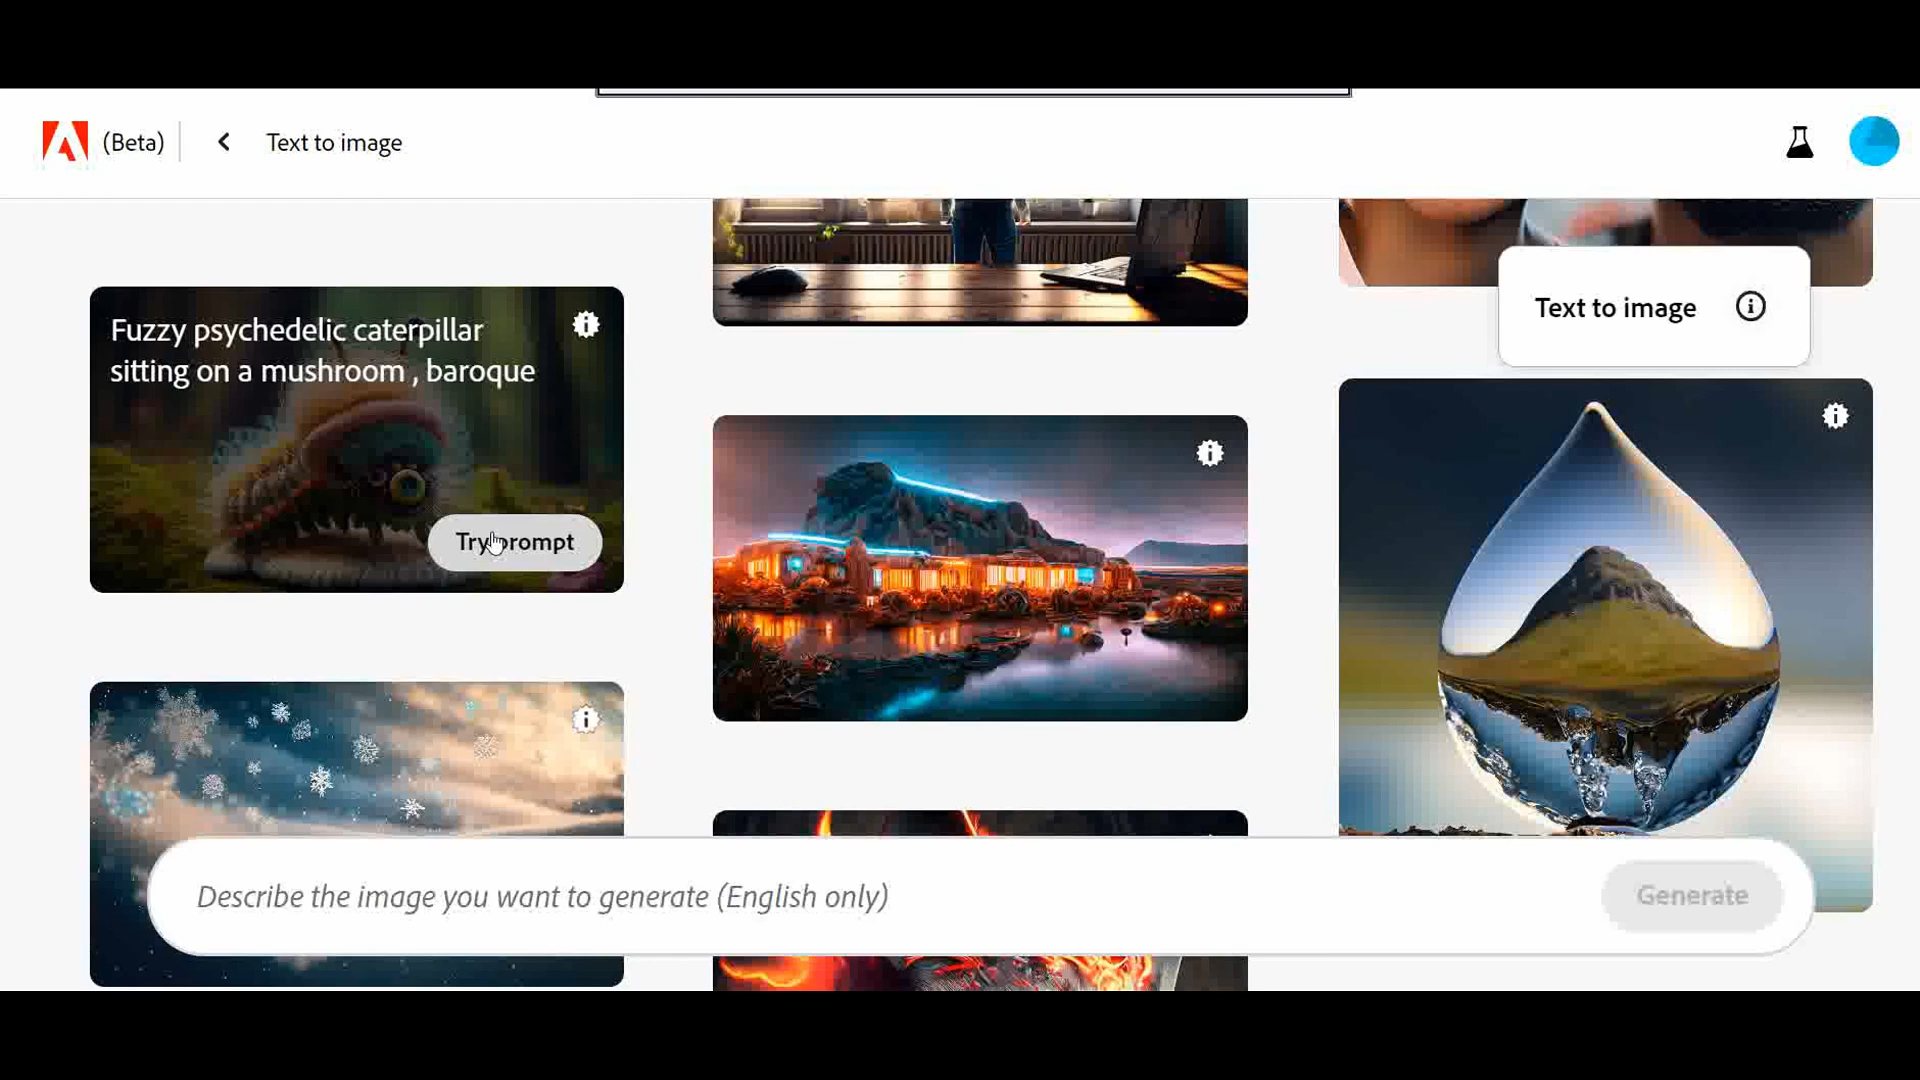 (Beta)
Text to image
Fuzzy psychedelic caterpillar
sitting on a mushroom , baroque
Try prompt
Text to image
Describe the image you want to generate (English only)
Generate